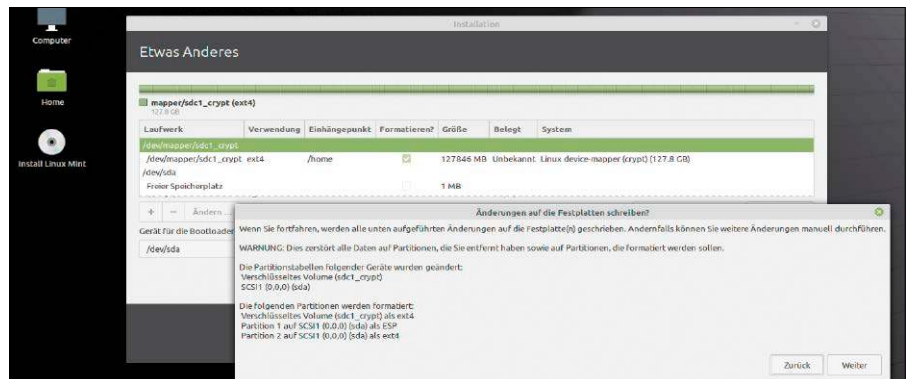 Computer
Home
Install Linux Mint
Installation
Etwas Anderes
mapper/sdc1_crypt (ext4)
127.8 GB
Laufwerk Verwendung Einhängepunkt Formatieren? Größe Belegt System
/dev/mapper/sdc1_crypt
/dev/mapper/sdc1_crypt ext4 /home 127846 MB Unbekannt Linux device-mapper (crypt) (127.8 GB)
/dev/sda
Freier Speicherplatz 1 MB
+ − Ändern ...
Gerät für die Bootloader
/dev/sda
Änderungen auf die Festplatten schreiben?
Wenn Sie fortfahren, werden alle unten aufgeführten Änderungen auf die Festplatte(n) geschrieben. Andernfalls können Sie weitere Änderungen manuell durchführen.
WARNUNG: Dies zerstört alle Daten auf Partitionen, die Sie entfernt haben sowie auf Partitionen, die formatiert werden sollen.
Die Partitionstabellen folgender Geräte wurden geändert:
Verschlüsseltes Volume (sdc1_crypt)
SCSI1 (0,0,0) (sda)
Die folgenden Partitionen werden formatiert:
Verschlüsseltes Volume (sdc1_crypt) als ext4
Partition 1 auf SCSI1 (0,0,0) (sda) als ESP
Partition 2 auf SCSI1 (0,0,0) (sda) als ext4
Zurück Weiter